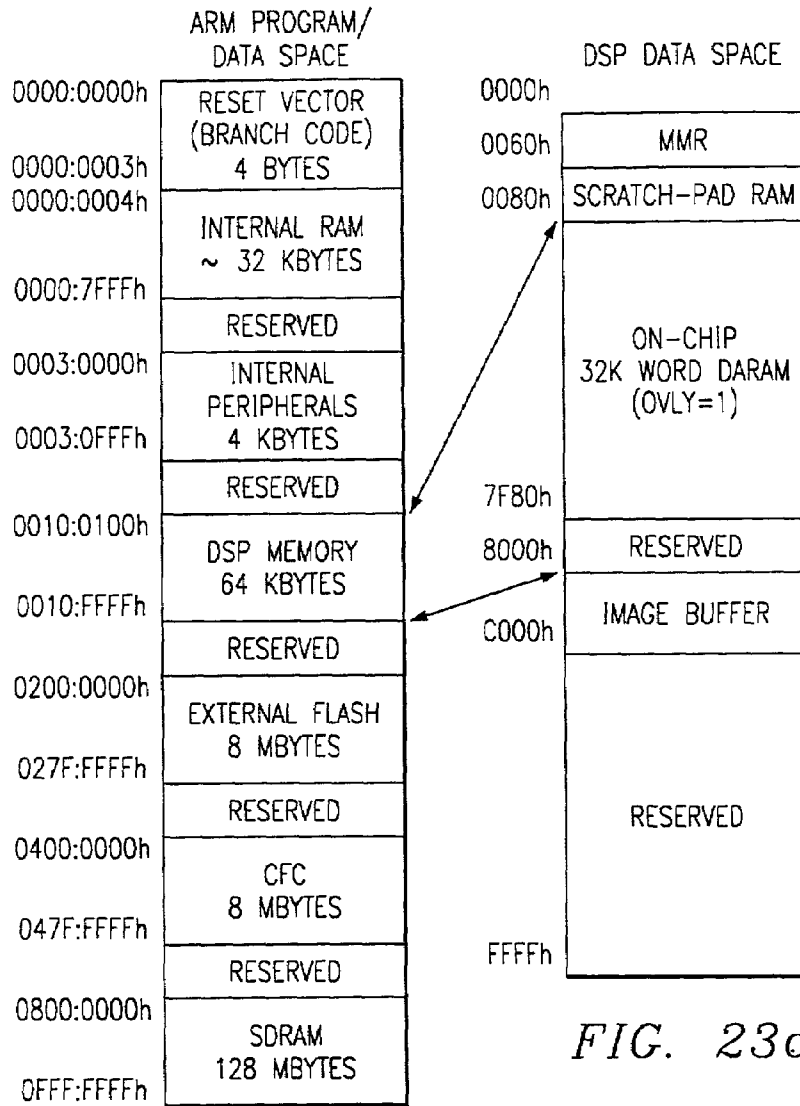 ARM PROGRAM/
DATA SPACE
0000:0000h
RESET VECTOR
(BRANCH CODE)
4 BYTES
0000:0003h
0000:0004h
INTERNAL RAM
~ 32 KBYTES
0000:7FFFh
RESERVED
0003:0000h
INTERNAL
PERIPHERALS
4 KBYTES
0003:0FFFh
RESERVED
0010:0100h
DSP MEMORY
64 KBYTES
0010:FFFFh
RESERVED
0200:0000h
EXTERNAL FLASH
8 MBYTES
027F:FFFFh
RESERVED
0400:0000h
CFC
8 MBYTES
047F:FFFFh
RESERVED
0800:0000h
SDRAM
128 MBYTES
0FFF:FFFFh
DSP DATA SPACE
0000h
MMR
0060h
SCRATCH-PAD RAM
0080h
ON-CHIP
32K WORD DARAM
(OVLY=1)
7F80h
RESERVED
8000h
IMAGE BUFFER
C000h
RESERVED
FFFFh
FIG. 23c